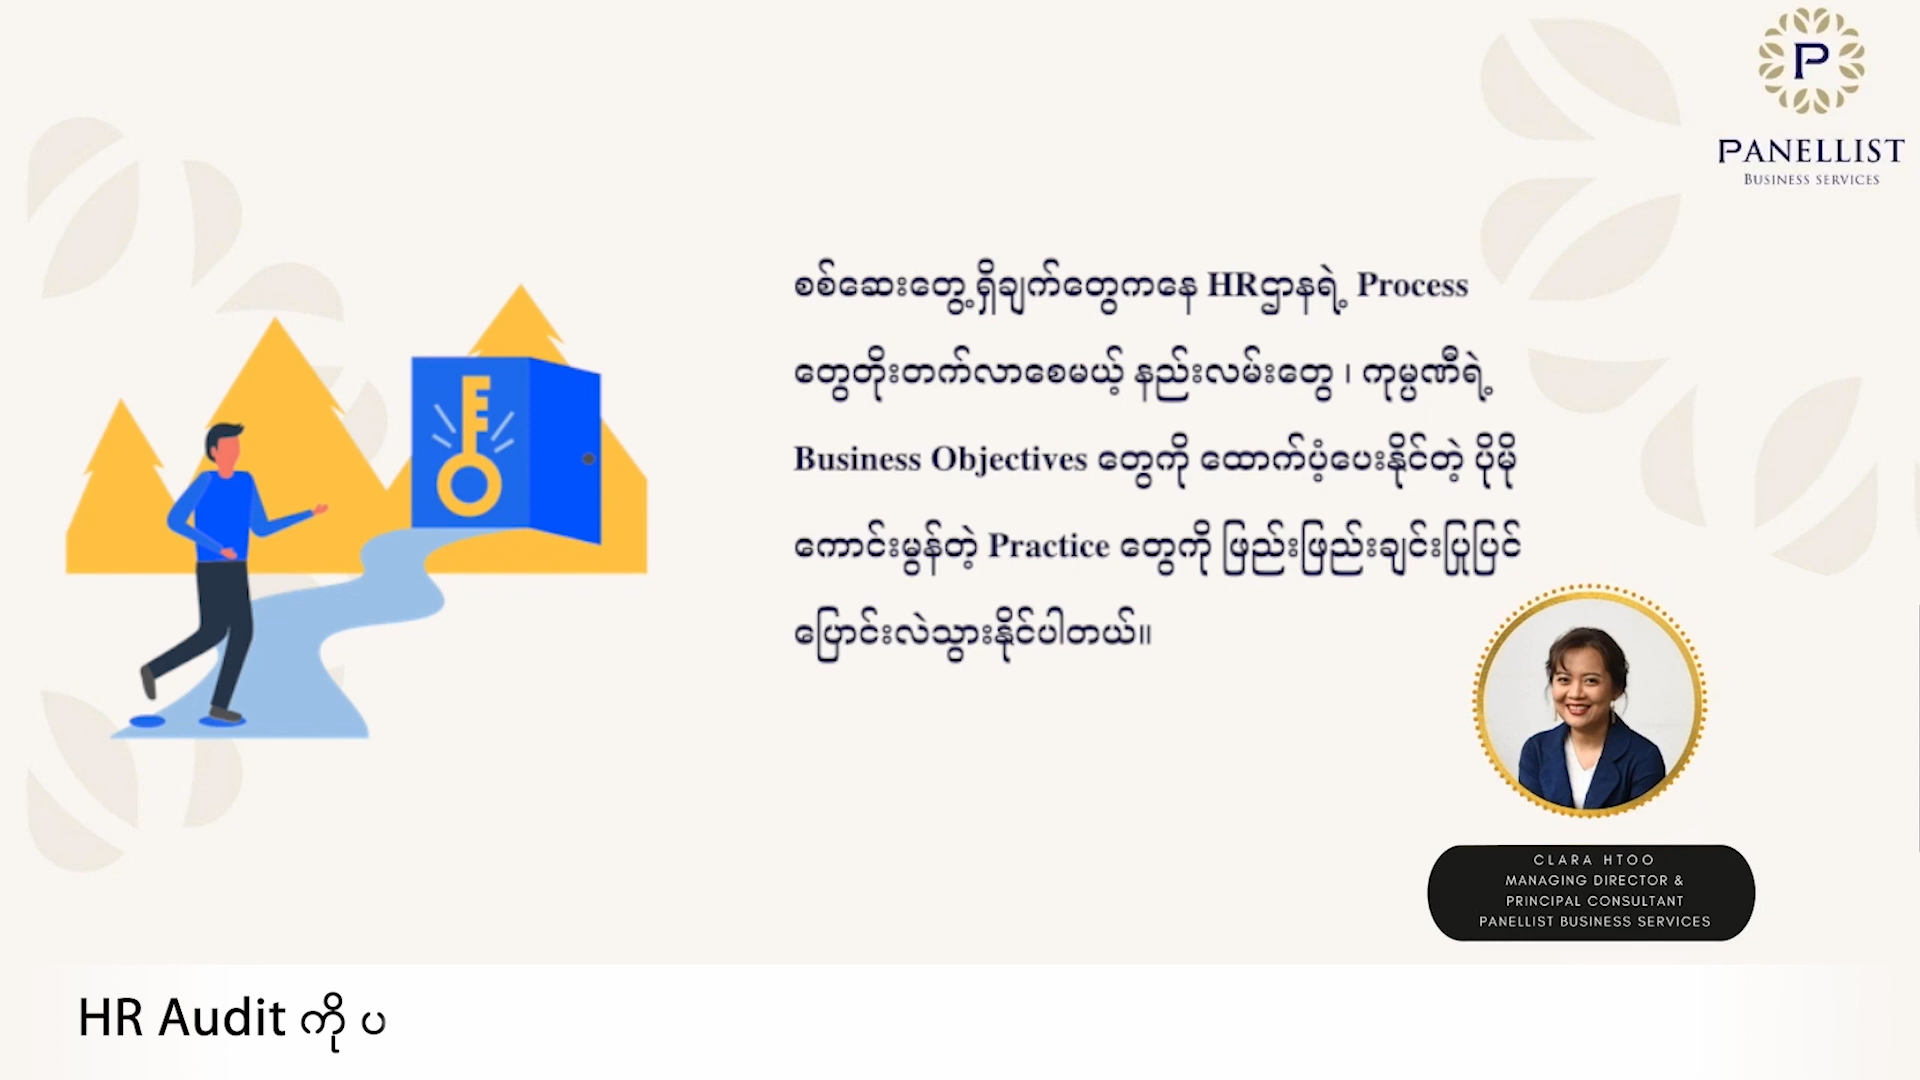 P
PANELLIST
BUSINESS SERVICES
စစ်ဆေးတွေ့ရှိချက်တွေကနေ HRဌာနရဲ့ Process
တွေတိုးတက်လာစေမယ့် နည်းလမ်းတွေ ၊ ကုမ္ပဏီရဲ့
Business Objectives တွေကို ထောက်ပံ့ပေးနိုင်တဲ့ ပိုမို
ကောင်းမွန်တဲ့ Practice တွေကို ဖြည်းဖြည်းချင်းပြုပြင်
ပြောင်းလဲသွားနိုင်ပါတယ်။
CLARA HTOO
MANAGING DIRECTOR &
PRINCIPAL CONSULTANT
PANELLIST BUSINESS SERVICES
HR Audit ကို ပ